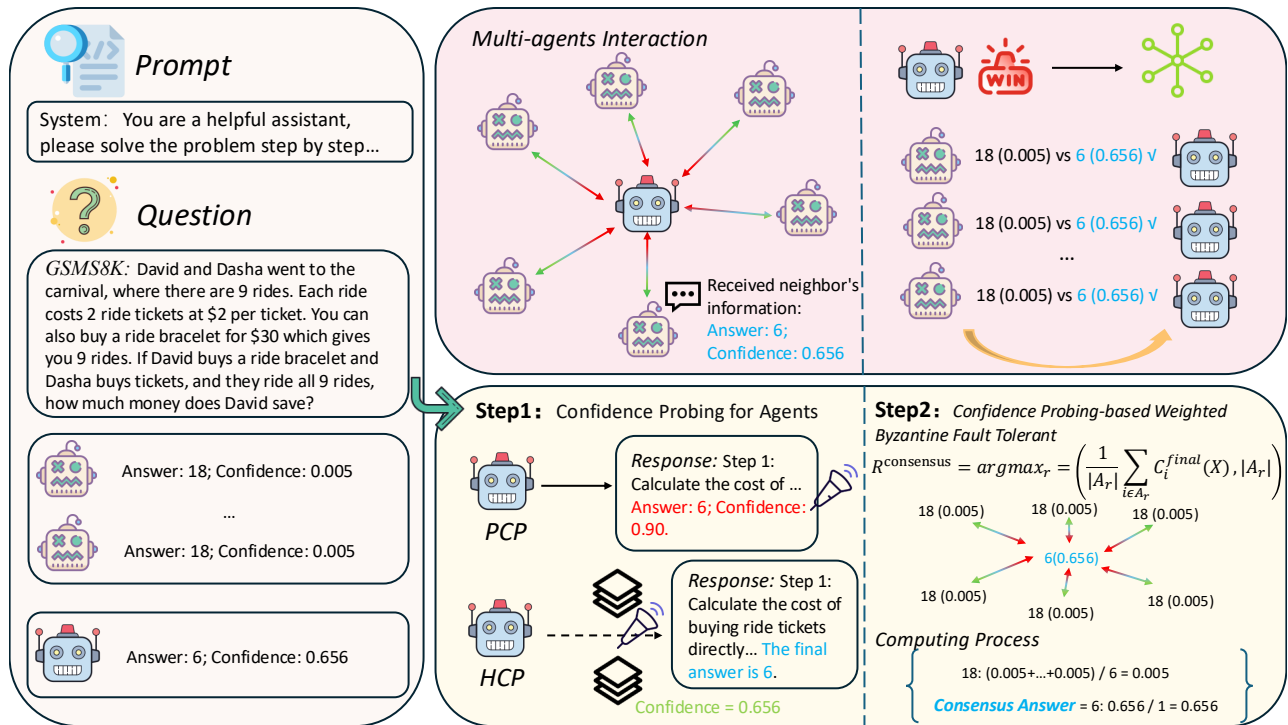 Prompt
System: You are a helpful assistant,
please solve the problem step by step...
Question
GSMS8K: David and Dasha went to the
carnival, where there are 9 rides. Each ride
costs 2 ride tickets at $2 per ticket. You can
also buy a ride bracelet for $30 which gives
you 9 rides. If David buys a ride bracelet and
Dasha buys tickets, and they ride all 9 rides,
how much money does David save?
Answer: 18; Confidence: 0.005
...
Answer: 18; Confidence: 0.005
Answer: 6; Confidence: 0.656
Multi-agents Interaction
Received neighbor's
information:
Answer: 6;
Confidence: 0.656
WIN
18 (0.005) vs 6 (0.656) √
18 (0.005) vs 6 (0.656) √
...
18 (0.005) vs 6 (0.656) √
Step1: Confidence Probing for Agents
PCP
Response: Step 1:
Calculate the cost of ...
Answer: 6; Confidence:
0.90.
HCP
Response: Step 1:
Calculate the cost of
buying ride tickets
directly... The final
answer is 6.
Confidence = 0.656
Step2: Confidence Probing-based Weighted
Byzantine Fault Tolerant
R^consensus = argmax_r = (1/|A_r| ∑_{i∈A_r} C_i^final(X), |A_r|)
18 (0.005) 18 (0.005) 18 (0.005)
6(0.656)
18 (0.005) 18 (0.005) 18 (0.005)
Computing Process
18: (0.005+...+0.005) / 6 = 0.005
Consensus Answer = 6: 0.656 / 1 = 0.656